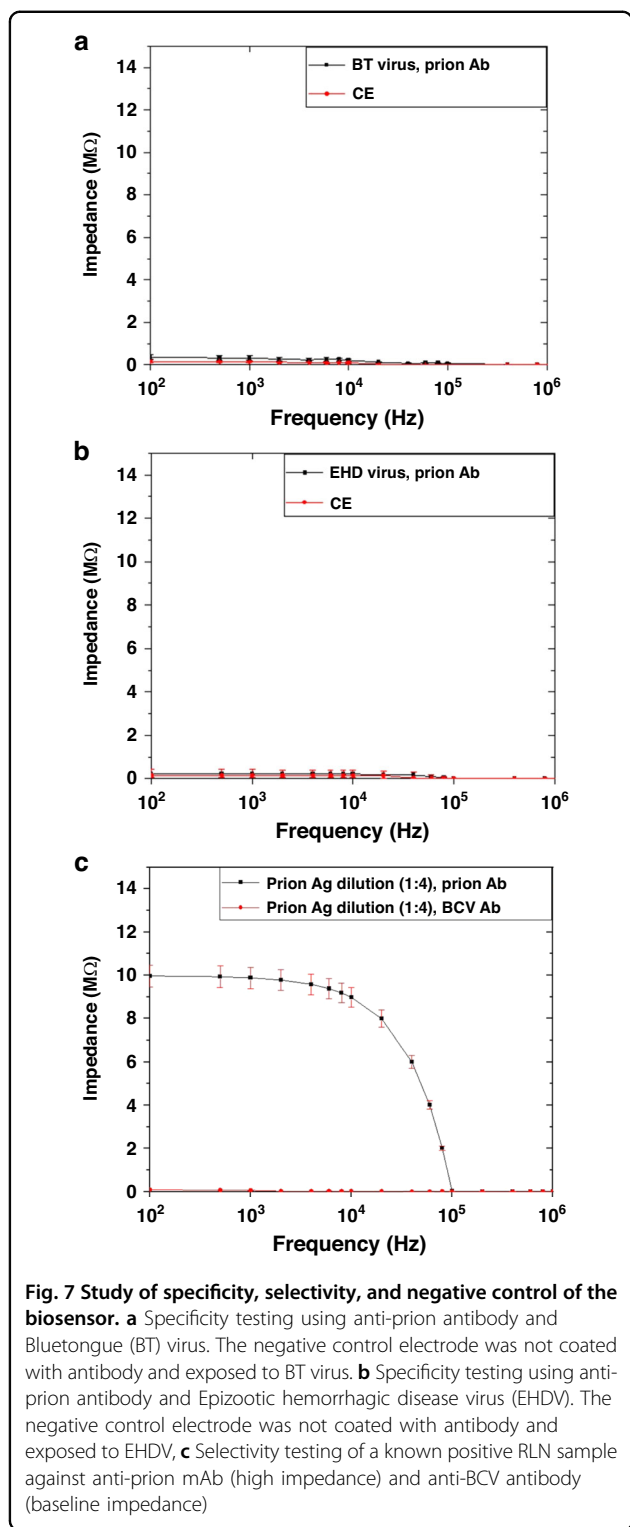 a
BT virus, prion Ab
CE
14
12
10
8
6
4
2
0
Impedance (MΩ)
10² 10³ 10⁴ 10⁵ 10⁶
Frequency (Hz)
b
EHD virus, prion Ab
CE
14
12
10
8
6
4
2
0
Impedance (MΩ)
10² 10³ 10⁴ 10⁵ 10⁶
Frequency (Hz)
c
Prion Ag dilution (1:4), prion Ab
Prion Ag dilution (1:4), BCV Ab
14
12
10
8
6
4
2
0
Impedance (MΩ)
10² 10³ 10⁴ 10⁵ 10⁶
Frequency (Hz)
Fig. 7 Study of specificity, selectivity, and negative control of the
biosensor. a Specificity testing using anti-prion antibody and
Bluetongue (BT) virus. The negative control electrode was not coated
with antibody and exposed to BT virus. b Specificity testing using anti-
prion antibody and Epizootic hemorrhagic disease virus (EHDV). The
negative control electrode was not coated with antibody and
exposed to EHDV, c Selectivity testing of a known positive RLN sample
against anti-prion mAb (high impedance) and anti-BCV antibody
(baseline impedance)